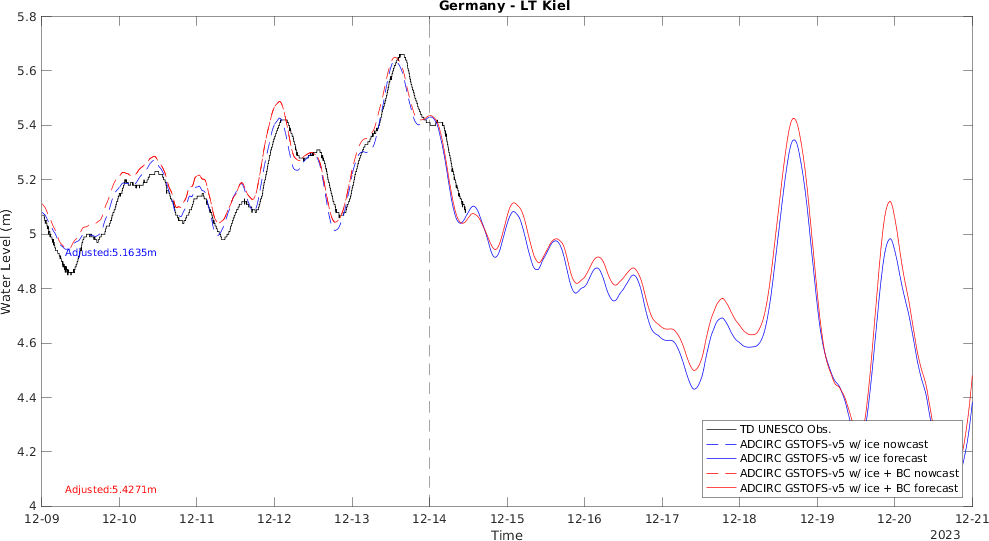 Germany - LT Kiel
5.8
5.6
5.4
5.2
5
4.8
4.6
4.4
4.2
4
Water Level (m)
Adjusted:5.1635m
Adjusted:5.4271m
TD UNESCO Obs.
ADCIRC GSTOFS-v5 w/ ice nowcast
ADCIRC GSTOFS-v5 w/ ice forecast
ADCIRC GSTOFS-v5 w/ ice + BC nowcast
ADCIRC GSTOFS-v5 w/ ice + BC forecast
12-09 12-10 12-11 12-12 12-13 12-14 12-15 12-16 12-17 12-18 12-19 12-20 12-21
Time
2023